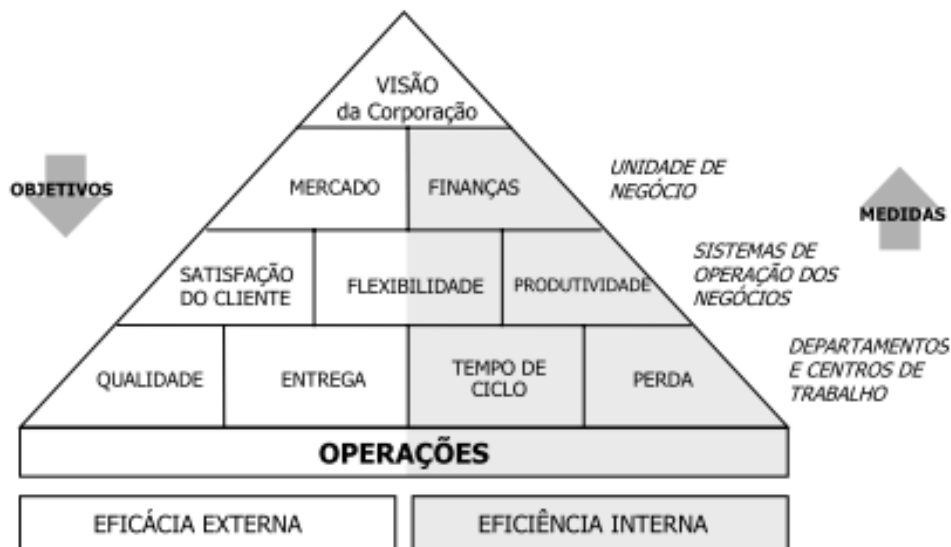 VISÃO
da Corporação
OBJETIVOS
MERCADO
FINANÇAS
UNIDADE DE
NEGÓCIO
MEDIDAS
SATISFAÇÃO
DO CLIENTE
FLEXIBILIDADE
PRODUTIVIDADE
SISTEMAS DE
OPERAÇÃO DOS
NEGÓCIOS
QUALIDADE
ENTREGA
TEMPO DE
CICLO
PERDA
DEPARTAMENTOS
E CENTROS DE
TRABALHO
OPERAÇÕES
EFICÁCIA EXTERNA
EFICIÊNCIA INTERNA